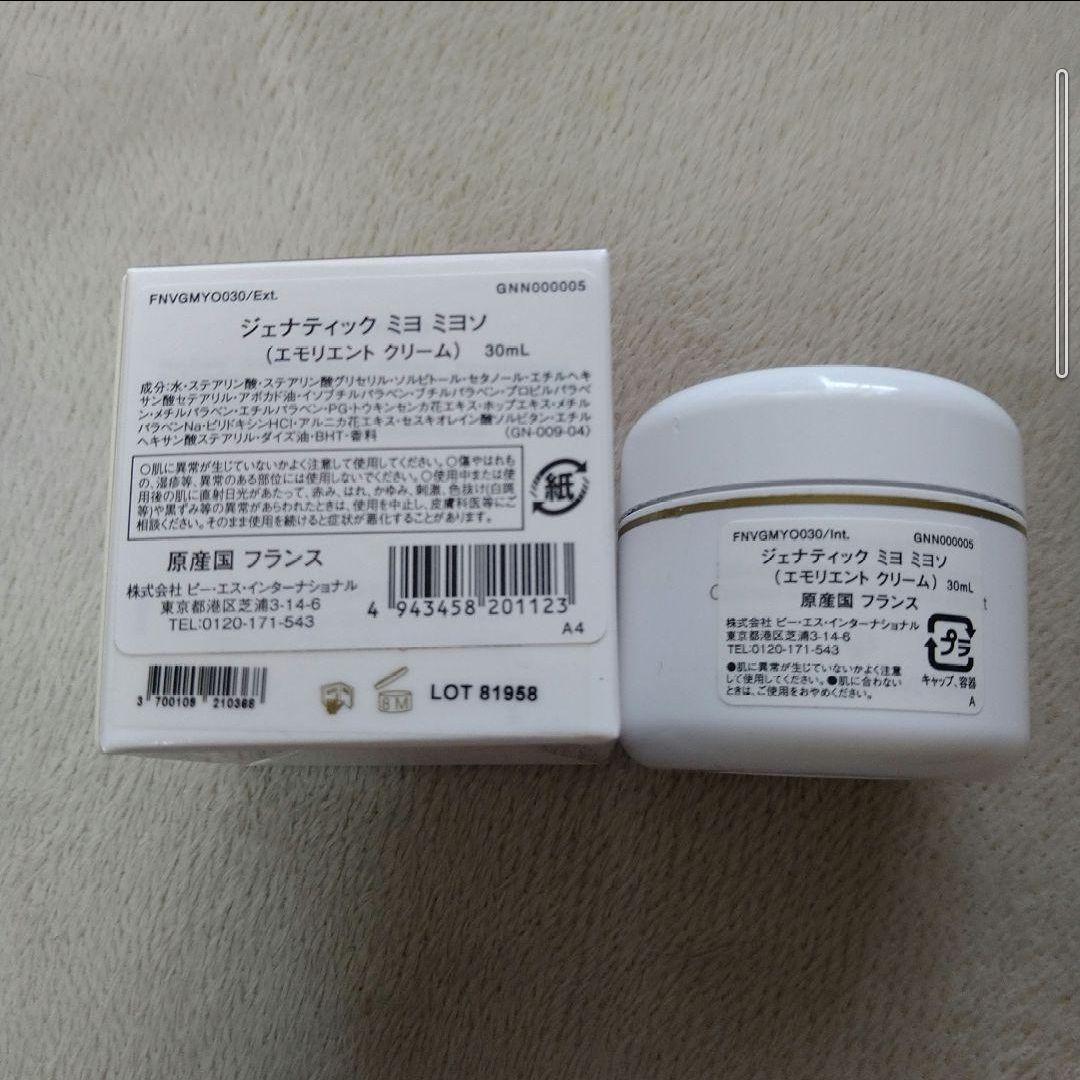 FNVGMYO030/Ext.
GNN000005
ジェナティック ミヨ ミヨソ
(エモリエント クリーム) 30mL
成分:水・ステアリン酸・ステアリン酸グリセリル・ソルビトール・セタノール・エチルヘキ
サン酸セテアリル・アボカド油・イソブチルパラベン・ブチルパラベン・プロピルパラベ
ン・メチルパラベン・エチルパラベン・PG・トウキンセンカ花エキス・ホップエキス・メチル
パラベンNa・ピリドキシンHCl・アルニカ花エキス・セスキオレイン酸ソルビタン・エチル
ヘキサン酸ステアリル・ダイズ油・BHT・香料 (GN-009-04)
○肌に異常が生じていないかよく注意して使用してください。○傷やはれも
の、湿疹等、異常のある部位には使用しないでください。○使用中または使
用後の肌に直射日光があたって、赤み、はれ、かゆみ、刺激、色抜け(白斑
等)や黒ずみ等の異常があらわれたときは、使用を中止し、皮膚科医等にご
相談ください。そのまま使用を続けると症状が悪化することがあります。
紙
原産国 フランス
株式会社 ピー・エス・インターナショナル
東京都港区芝浦3-14-6
TEL:0120-171-543
4 943458 201123
A4
3 700109 210368
8 M
LOT 81958
FNVGMYO030/Int.
GNN000005
ジェナティック ミヨ ミヨソ
(エモリエント クリーム) 30mL
原産国 フランス
株式会社 ピー・エス・インターナショナル
東京都港区芝浦3-14-6
TEL:0120-171-543
●肌に異常が生じていないかよく注意
して使用してください。●肌に合わない
ときは、ご使用をおやめください。
プラ
キャップ、容器
A